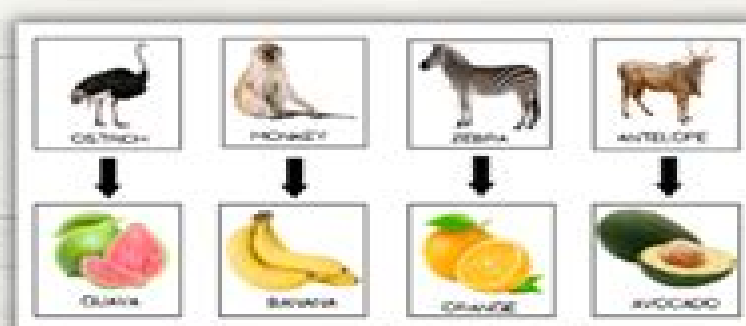 OSTRICH
MONKEY
ZEBRA
ANTELOPE
GUAVA
BANANA
ORANGE
AVOCADO